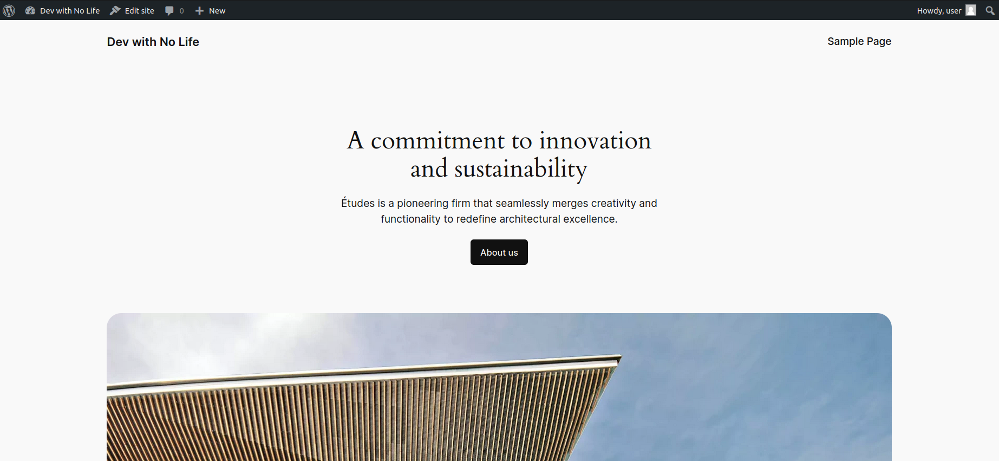 Dev with No Life Edit site 0 New Howdy, user
Dev with No Life Sample Page
A commitment to innovation
and sustainability
Études is a pioneering firm that seamlessly merges creativity and
functionality to redefine architectural excellence.
About us